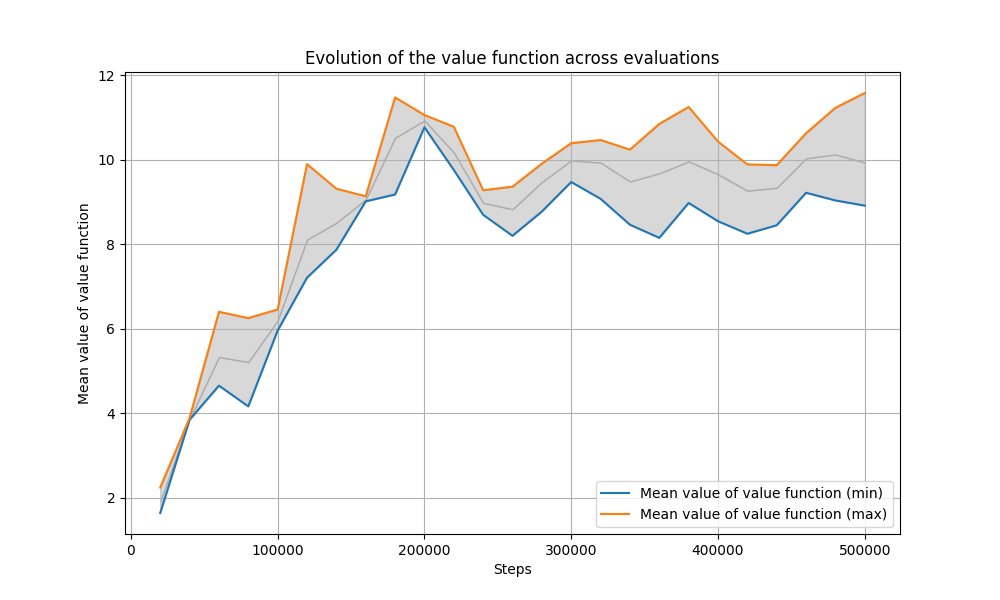 Evolution of the value function across evaluations
Mean value of value function
12
10
8
6
4
2
0
100000
200000
300000
400000
500000
Steps
Mean value of value function (min)
Mean value of value function (max)